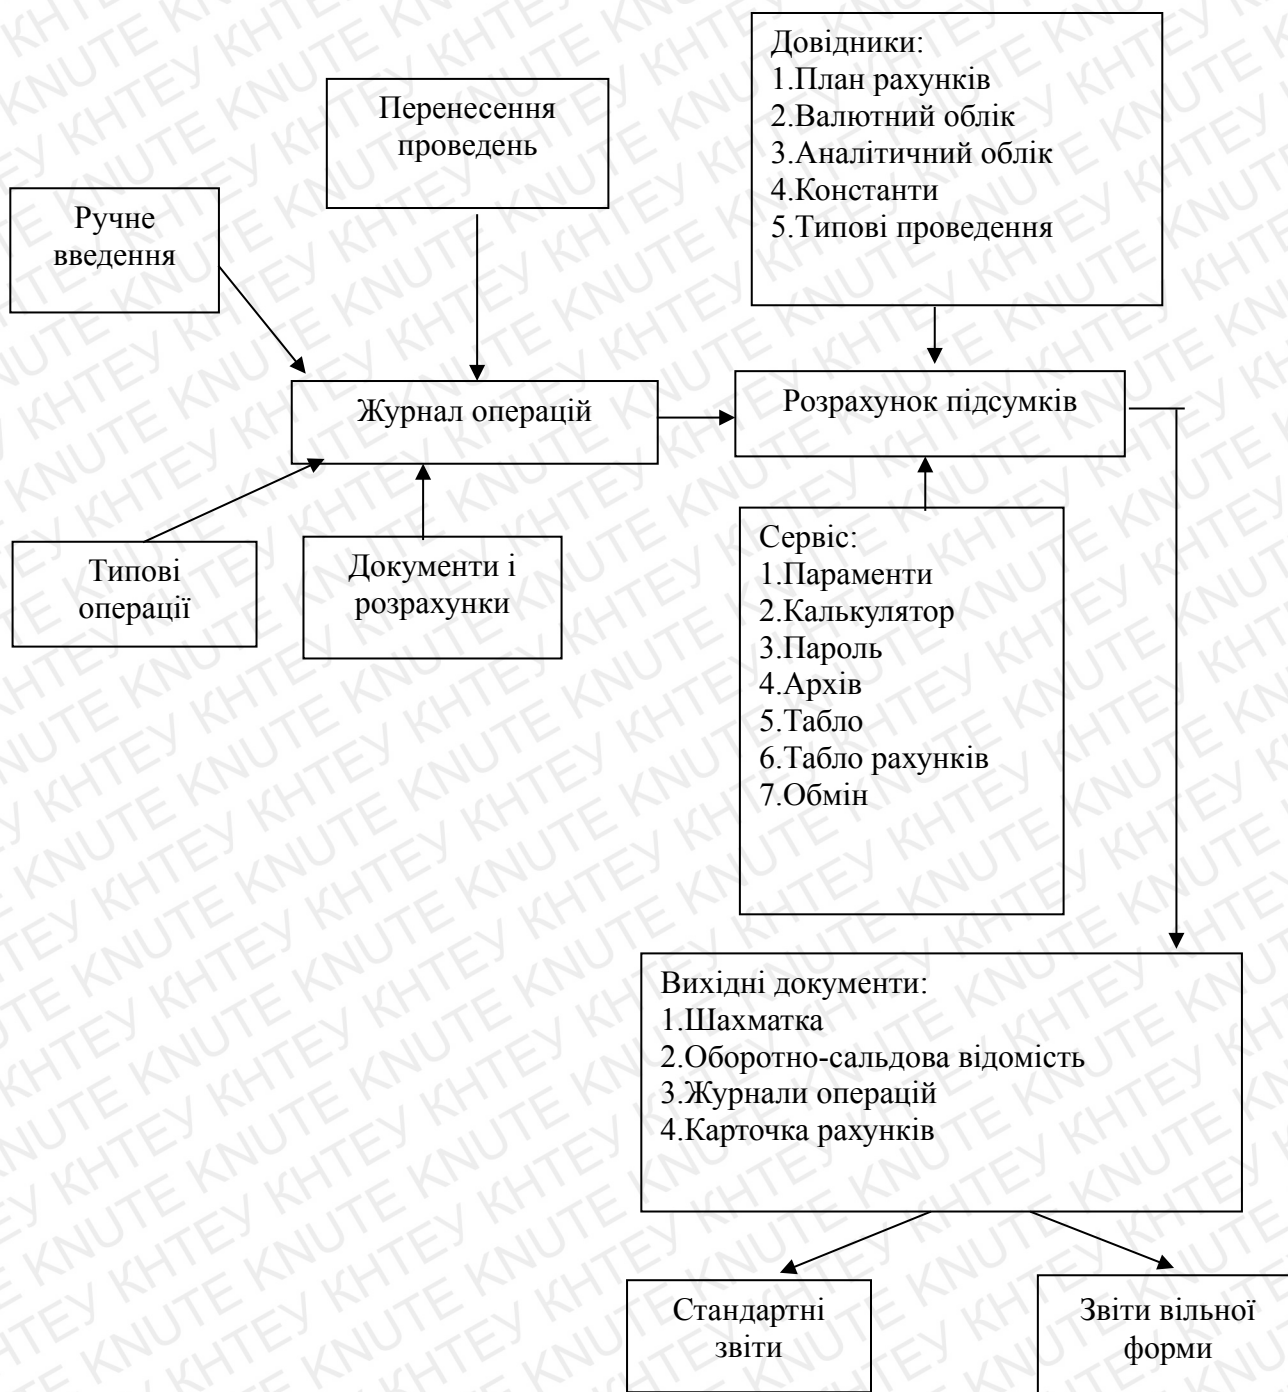 Довідники:
1.План рахунків
2.Валютний облік
3.Аналітичний облік
4.Константи
5.Типові проведення
Перенесення
проведень
Ручне
введення
Журнал операцій
Розрахунок підсумків
Типові
операції
Документи і
розрахунки
Сервіс:
1.Параменти
2.Калькулятор
3.Пароль
4.Архів
5.Табло
6.Табло рахунків
7.Обмін
Вихідні документи:
1.Шахматка
2.Оборотно-сальдова відомість
3.Журнали операцій
4.Карточка рахунків
Стандартні
звіти
Звіти вільної
форми